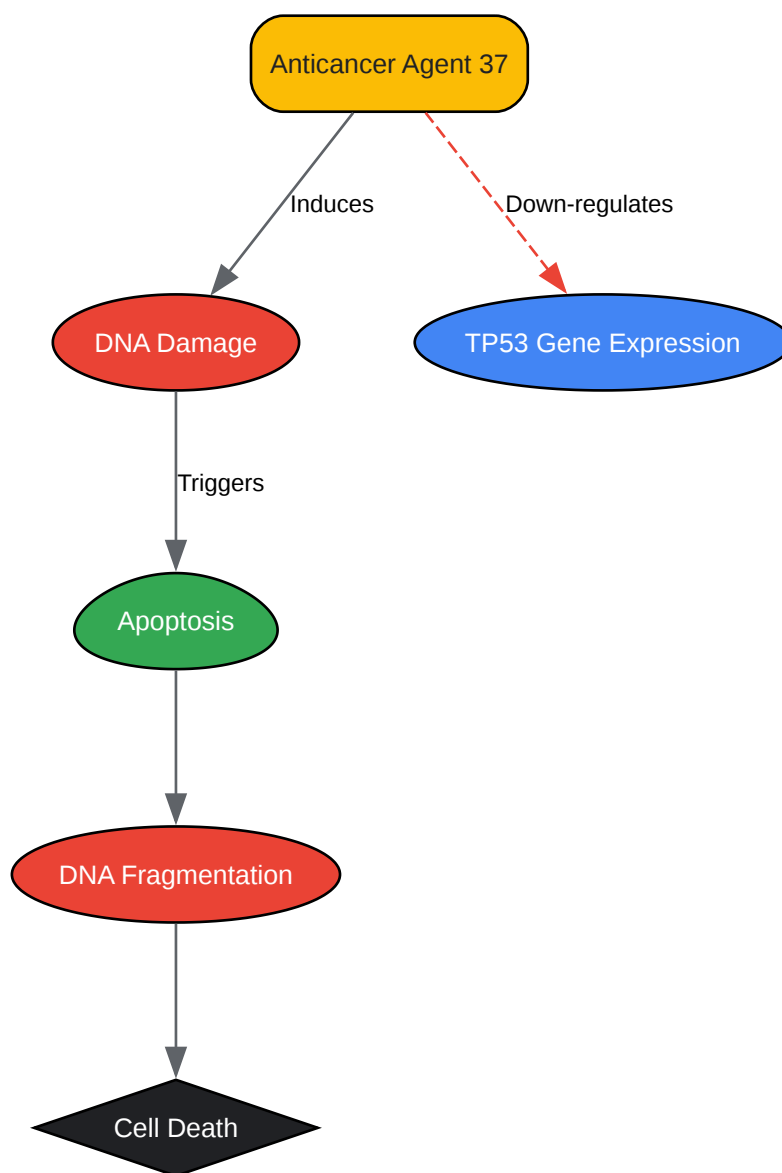 Anticancer Agent 37
Induces
Down-regulates
DNA Damage
TP53 Gene Expression
Triggers
Apoptosis
DNA Fragmentation
Cell Death